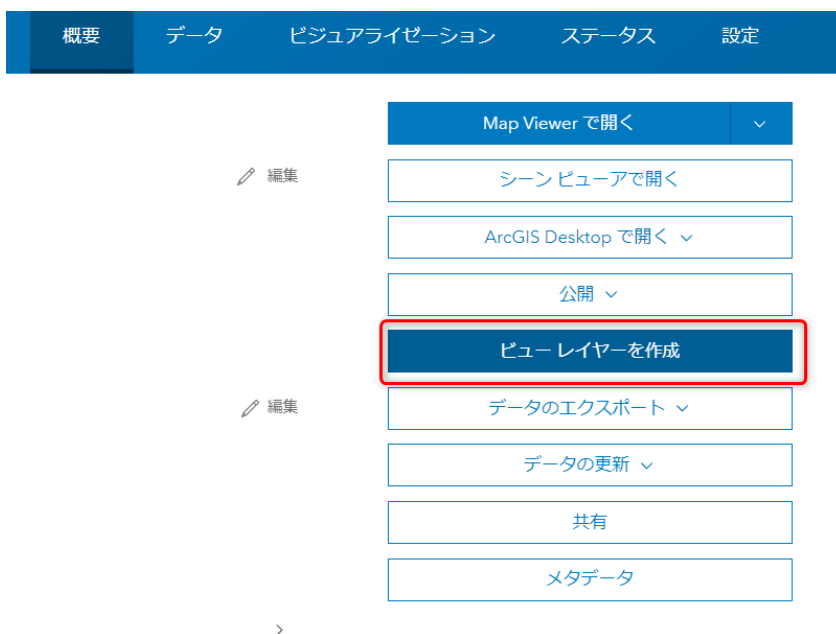 概要 データ ビジュアライゼーション ステータス 設定
Map Viewer で開く
編集
シーン ビューアで開く
ArcGIS Desktop で開く
公開
ビュー レイヤーを作成
編集
データのエクスポート
データの更新
共有
メタデータ